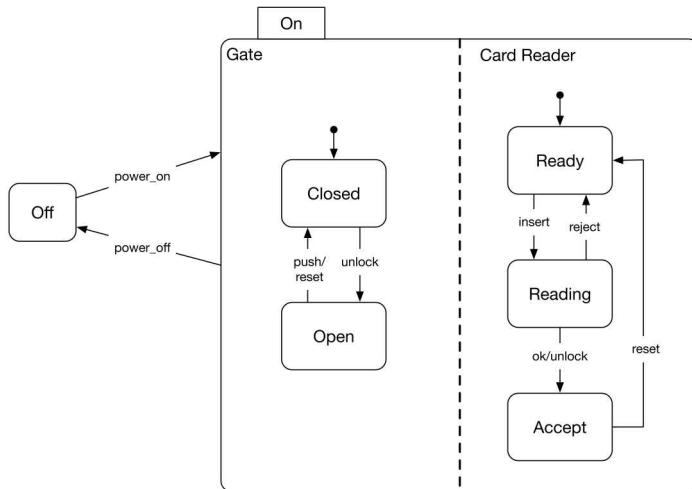 On
Gate
Card Reader
Ready
power_on
Closed
Off
insert
reject
power_off
push/
reset
unlock
Reading
Open
ok/unlock
reset
Accept